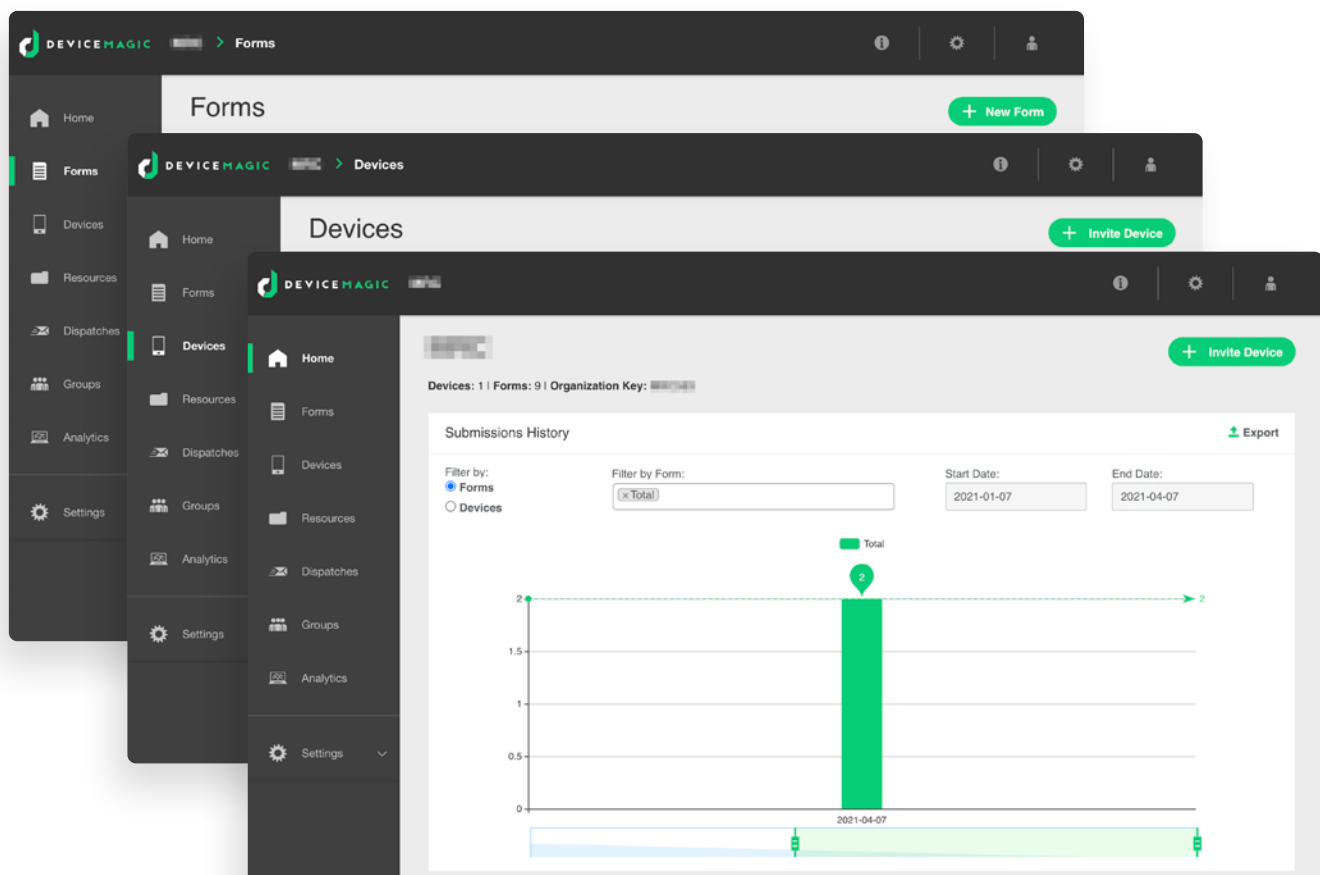 DEVICEMAGIC > Forms
Forms
+ New Form
Home
Forms
Devices
Resources
Dispatches
Groups
Analytics
Settings
DEVICEMAGIC > Devices
Devices
+ Invite Device
Home
Forms
Devices
Resources
Dispatches
Groups
Analytics
Settings
DEVICEMAGIC
+ Invite Device
Home
Forms
Devices
Resources
Dispatches
Groups
Analytics
Settings
Devices: 1 | Forms: 9 | Organization Key:
Submissions History
Export
Filter by:
Forms
Devices
Filter by Form:
× Total
Start Date:
2021-01-07
End Date:
2021-04-07
Total
2
2
2
1.5
1
0.5
0
2021-04-07